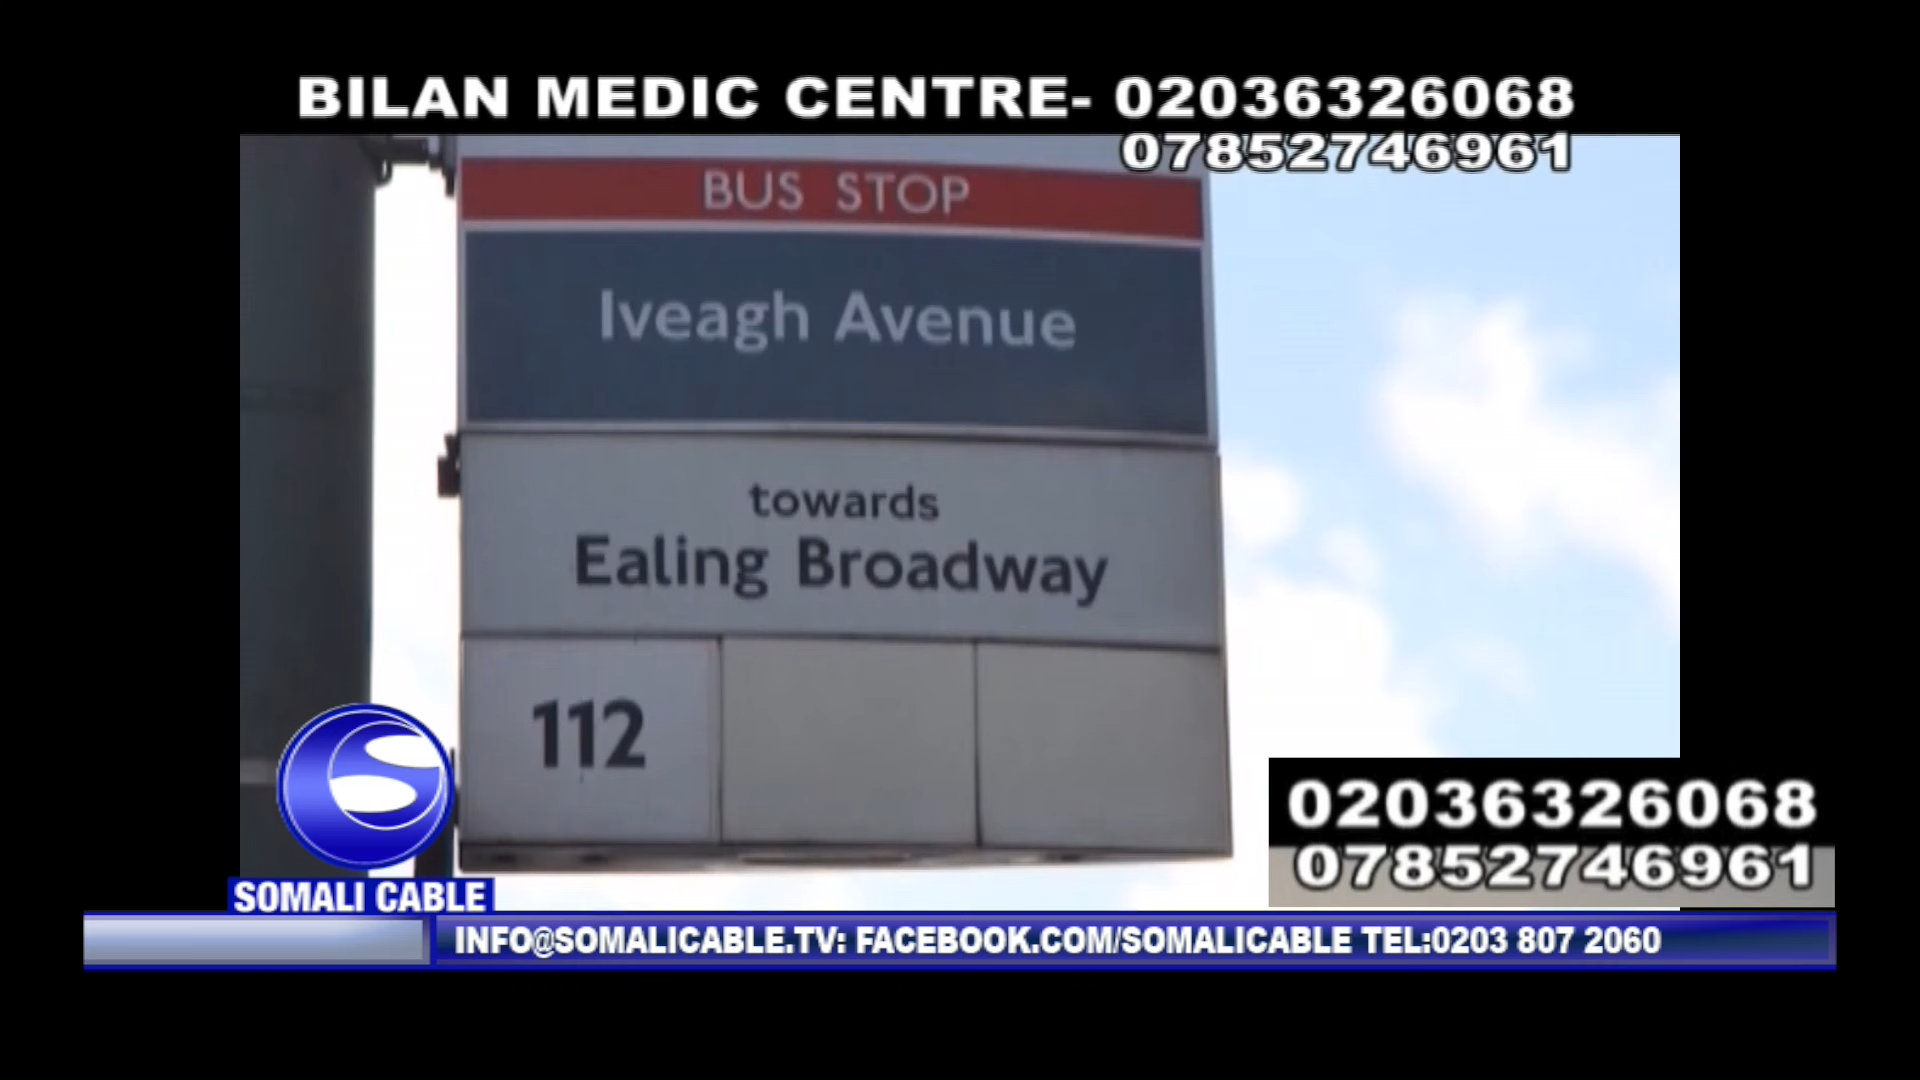 BILAN MEDIC CENTRE- 02036326068
07852746961
BUS STOP
Iveagh Avenue
towards
Ealing Broadway
112
02036326068
07852746961
SOMALI CABLE
INFO@SOMALICABLE.TV: FACEBOOK.COM/SOMALICABLE TEL:0203 807 2060